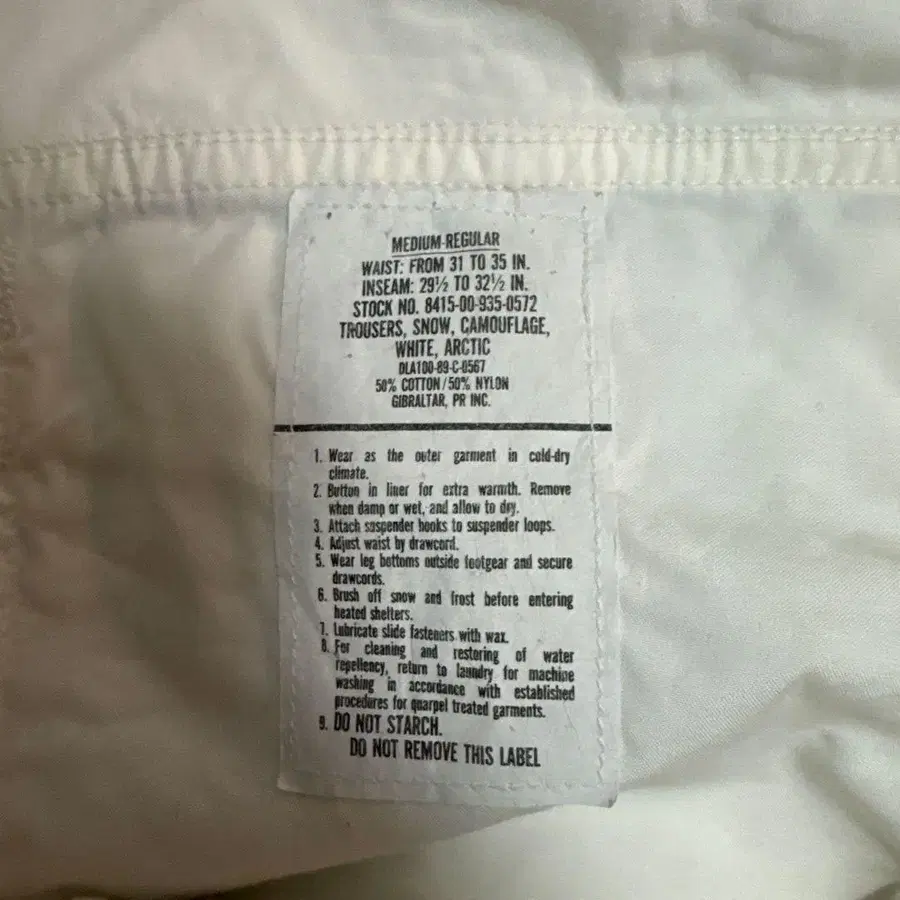 MEDIUM-REGULAR
WAIST: FROM 31 TO 35 IN.
INSEAM: 29½ TO 32½ IN.
STOCK NO. 8415-00-935-0572
TROUSERS, SNOW, CAMOUFLAGE,
WHITE, ARCTIC
DLA100-89-C-0567
50% COTTON/50% NYLON
GIBRALTAR, PR INC.
1. Wear as the outer garment in cold-dry
climate.
2. Button in liner for extra warmth. Remove
when damp or wet, and allow to dry.
3. Attach suspender hooks to suspender loops.
4. Adjust waist by drawcord.
5. Wear leg bottoms outside footgear and secure
drawcords.
6. Brush off snow and frost before entering
heated shelters.
7. Lubricate slide fasteners with wax.
8. For cleaning and restoring of water
repellency, return to laundry for machine
washing in accordance with established
procedures for quarpel treated garments.
9. DO NOT STARCH.
DO NOT REMOVE THIS LABEL